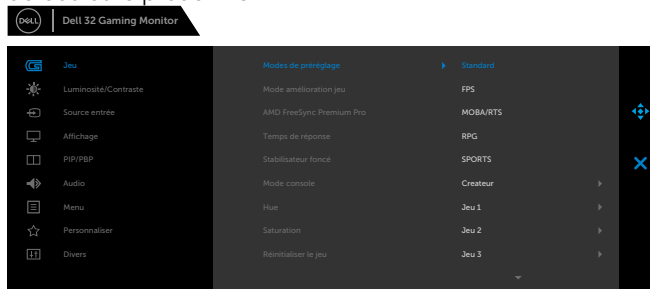 DELL
Dell 32 Gaming Monitor
Jeu Modes de préréglage Standard
Luminosité/Contraste Mode amélioration jeu FPS
Source entrée AMD FreeSync Premium Pro MOBA/RTS
Affichage Temps de réponse RPG
PIP/PBP Stabilisateur foncé SPORTS
Audio Mode console Createur
Menu Hue Jeu 1
Personnaliser Saturation Jeu 2
Divers Réinitialiser le jeu Jeu 3